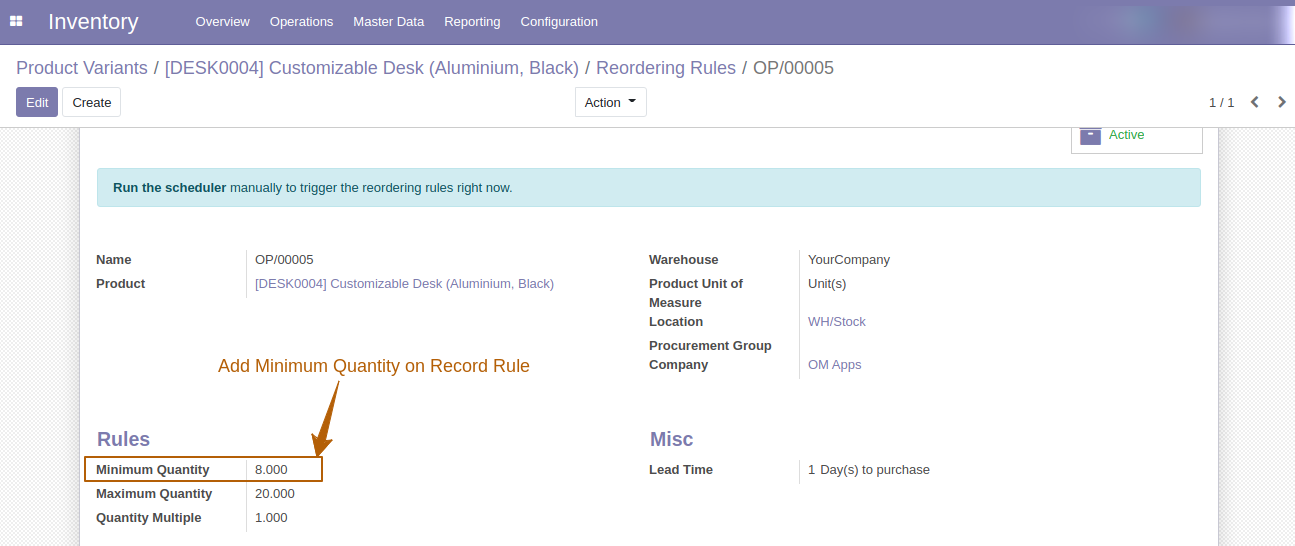 Inventory Overview Operations Master Data Reporting Configuration
Product Variants / [DESK0004] Customizable Desk (Aluminium, Black) / Reordering Rules / OP/00005
Edit Create Action 1 / 1
Active
Run the scheduler manually to trigger the reordering rules right now.
Name OP/00005
Product [DESK0004] Customizable Desk (Aluminium, Black)
Warehouse YourCompany
Product Unit of Unit(s)
Measure
Location WH/Stock
Procurement Group
Company OM Apps
Add Minimum Quantity on Record Rule
Rules
Minimum Quantity 8.000
Maximum Quantity 20.000
Quantity Multiple 1.000
Misc
Lead Time 1 Day(s) to purchase